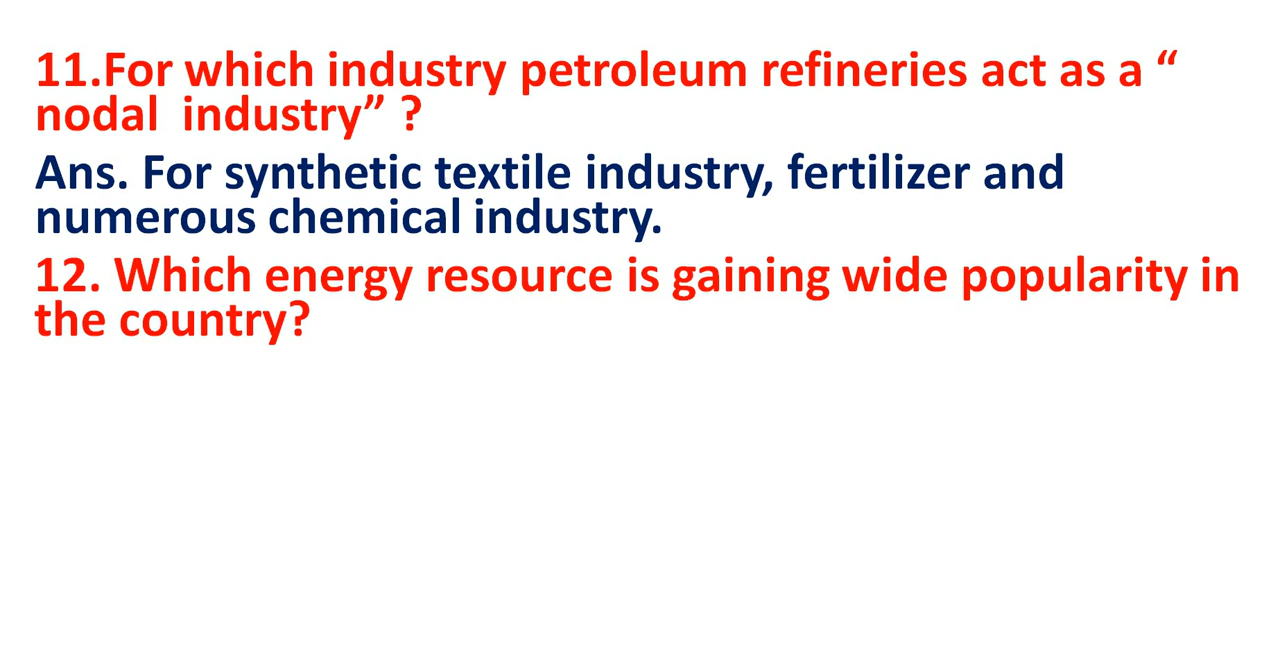 11.For which industry petroleum refineries act as a “
nodal  industry” ?
Ans. For synthetic textile industry, fertilizer and
numerous chemical industry.
12. Which energy resource is gaining wide popularity in
the country?